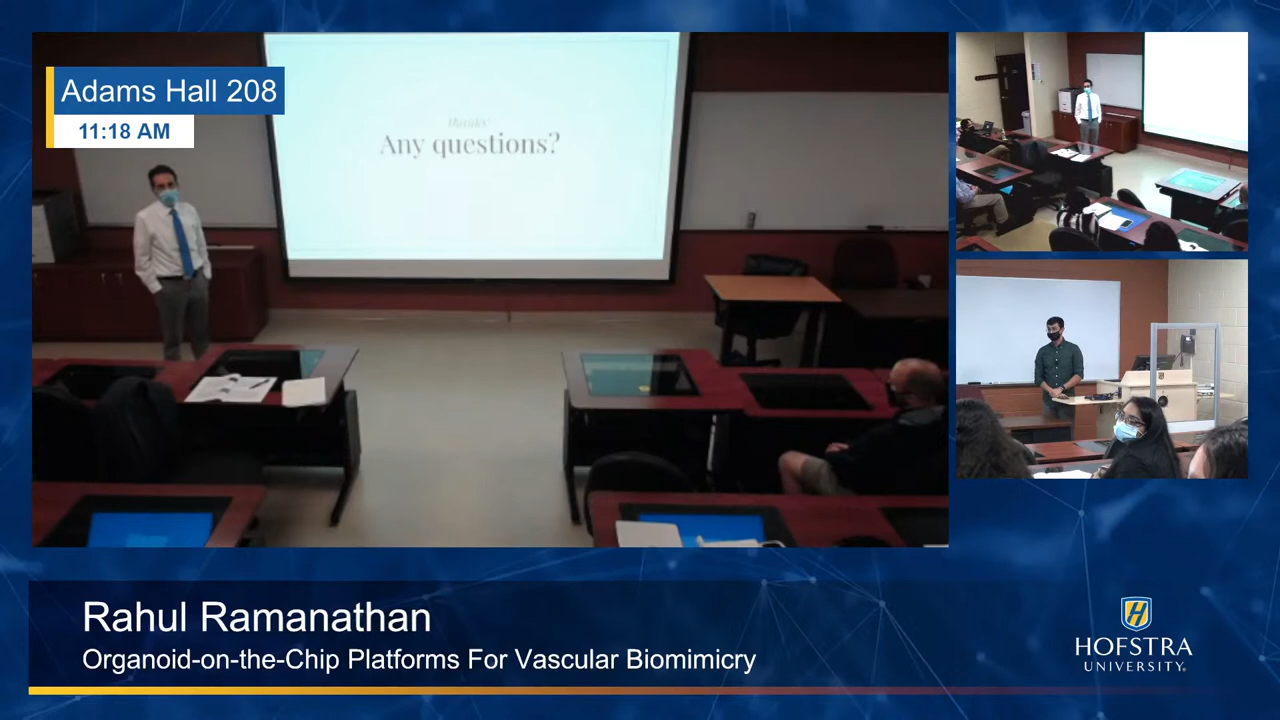 Adams Hall 208
11:18 AM
thanks!
Any questions?
Rahul Ramanathan
Organoid-on-the-Chip Platforms For Vascular Biomimicry
H
HOFSTRA
UNIVERSITY®